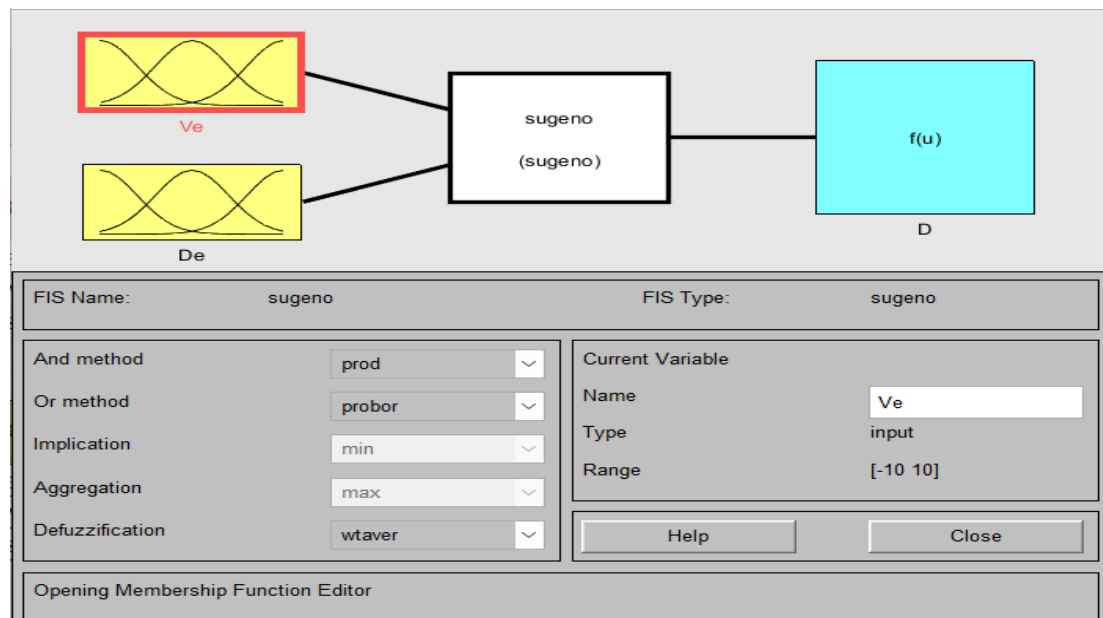 Ve
sugeno
(sugeno)
f(u)
De
D
FIS Name: sugeno FIS Type: sugeno
And method prod
Or method probor
Implication min
Aggregation max
Defuzzification wtaver
Current Variable
Name Ve
Type input
Range [-10 10]
Help Close
Opening Membership Function Editor